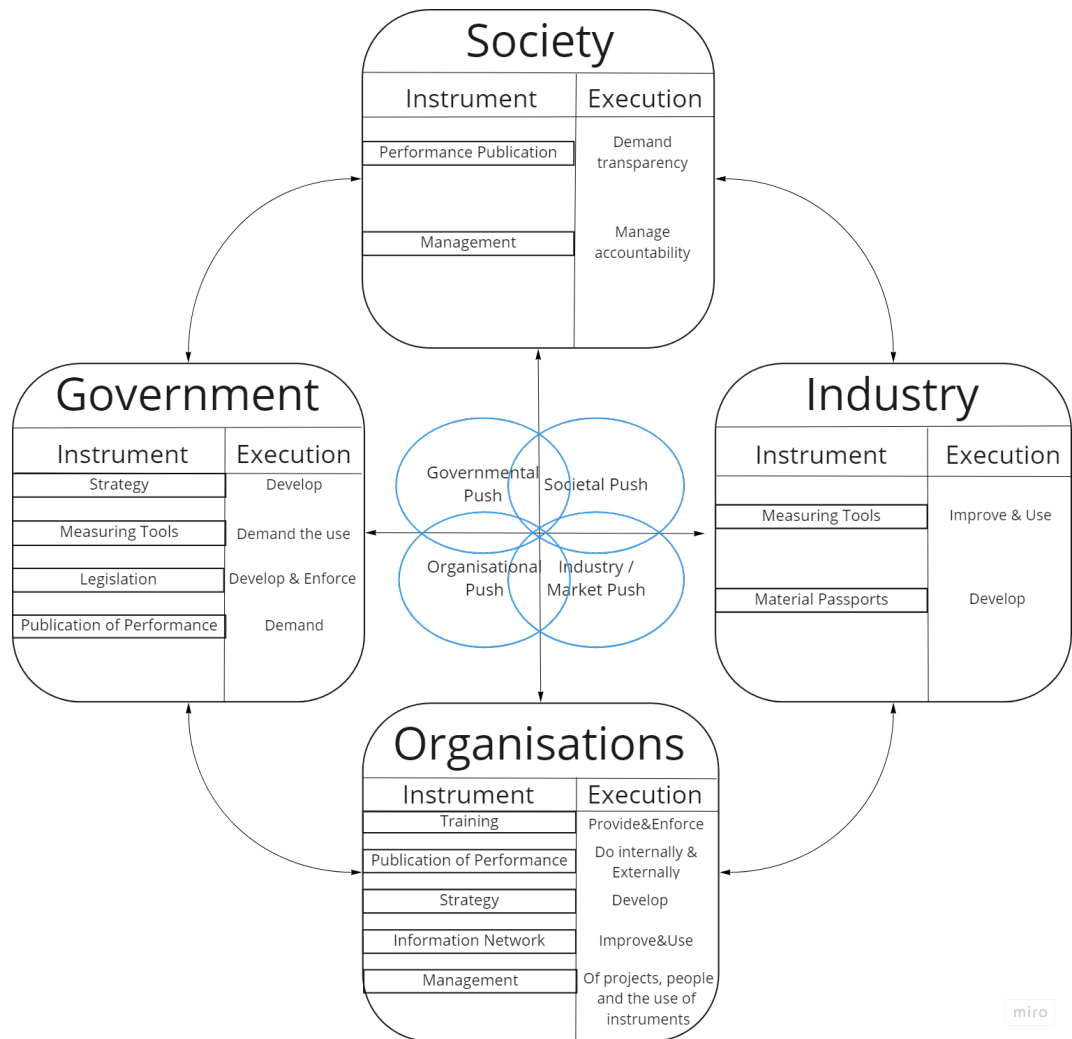 Society
Instrument
Execution
Performance Publication
Demand
transparency
Management
Manage
accountability
Government
Instrument
Execution
Strategy
Develop
Measuring Tools
Demand the use
Legislation
Develop & Enforce
Publication of Performance
Demand
Governmental
Push
Societal Push
Organisational
Push
Industry /
Market Push
Industry
Instrument
Execution
Measuring Tools
Improve & Use
Material Passports
Develop
Organisations
Instrument
Execution
Training
Provide&Enforce
Publication of Performance
Do internally &
Externally
Strategy
Develop
Information Network
Improve&Use
Management
Of projects, people
and the use of
instruments
miro